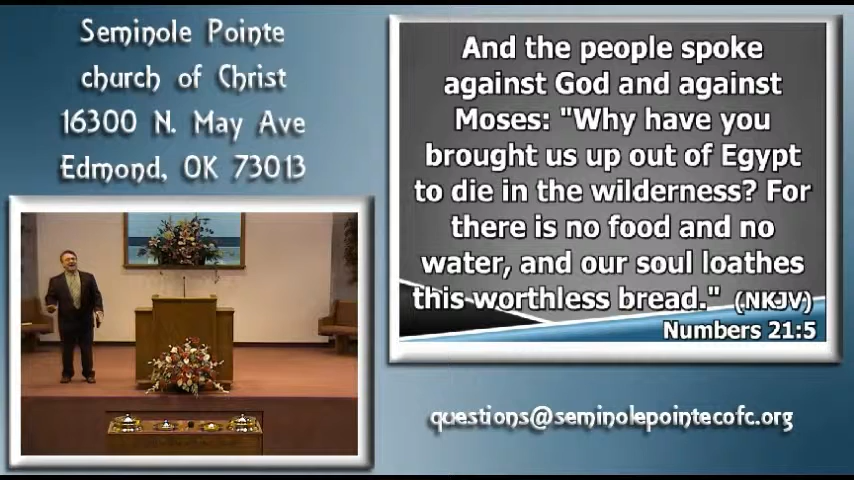 Seminole Pointe
church of Christ
16300 N. May Ave
Edmond, OK 73013
And the people spoke
against God and against
Moses: "Why have you
brought us up out of Egypt
to die in the wilderness? For
there is no food and no
water, and our soul loathes
this worthless bread." (NKJV)
Numbers 21:5
questions@seminolepointecofc.org